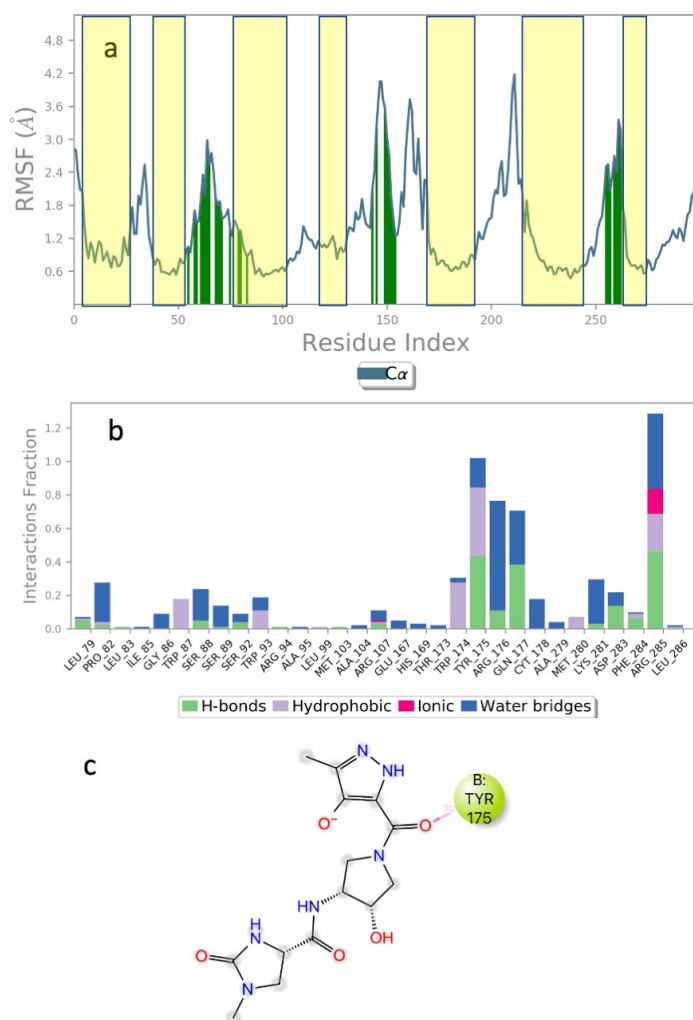 a
4.8
4.2
3.6
3.0
2.4
1.8
1.2
0.6
RMSF (Å)
0 50 100 150 200 250
Residue Index
Cα
b
1.2
1.0
0.8
0.6
0.4
0.2
0.0
Interactions Fraction
LEU_79
PRO_82
LEU_83
ILE_85
GLY_86
TRP_87
SER_88
SER_89
SER_92
TRP_93
ARG_94
ALA_95
LEU_99
MET_103
ALA_104
ARG_107
GLU_167
HIS_169
THR_173
TRP_174
TYR_175
ARG_176
GLN_177
CYT_178
ALA_279
MET_280
LYS_281
ASP_283
PHE_284
ARG_285
LEU_286
H-bonds Hydrophobic Ionic Water bridges
c
N
NH
O⁻
O
B:
TYR
175
N
HN
H
N
OH
O
O
N